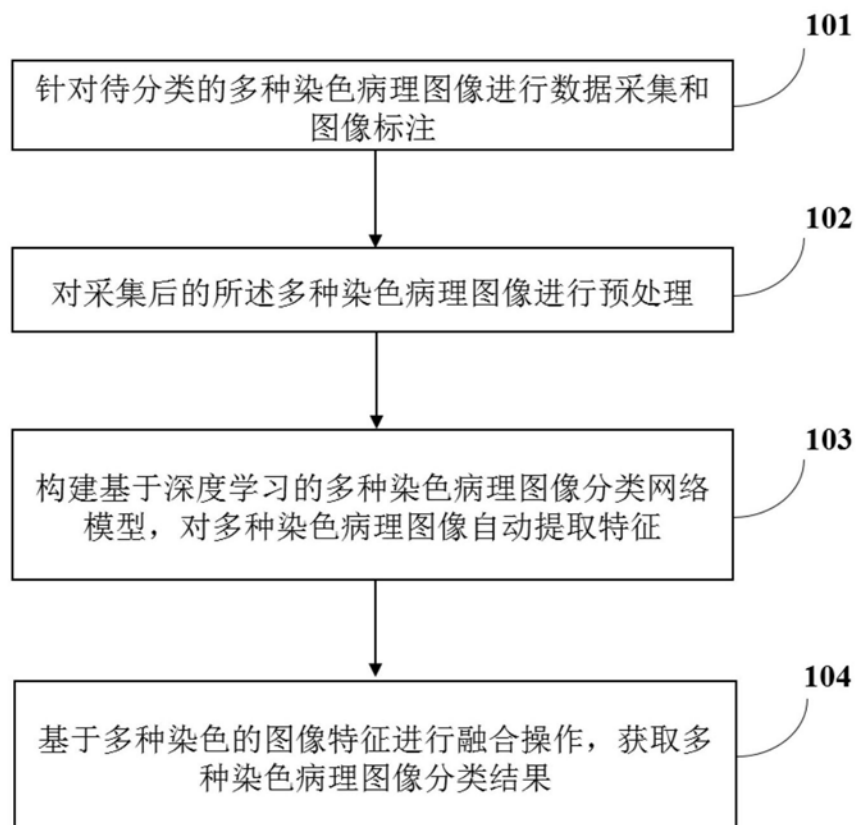 101
针对待分类的多种染色病理图像进行数据采集和
图像标注
102
对采集后的所述多种染色病理图像进行预处理
103
构建基于深度学习的多种染色病理图像分类网络
模型，对多种染色病理图像自动提取特征
104
基于多种染色的图像特征进行融合操作，获取多
种染色病理图像分类结果